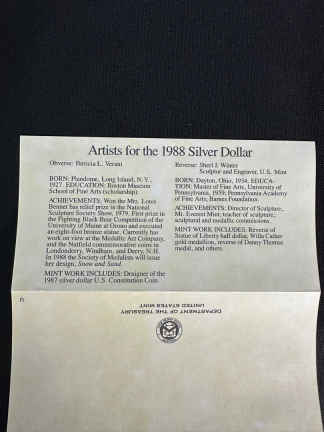 Artists for the 1988 Silver Dollar
Obverse: Patricia L. Verani
BORN: Plandome, Long Island, N.Y.,
1927. EDUCATION: Boston Museum
School of Fine Arts (scholarship).
ACHIEVEMENTS: Won the Mrs. Louis
Bennet bas relief prize in the National
Sculpture Society Show, 1979. First prize in
the Fighting Black Bear Competition of the
University of Maine at Orono and executed
an eight-foot bronze statue. Currently has
work on view at the Medallic Art Company,
and the Nutfield commemorative coins in
Londonderry, Windham, and Derry, N.H.
In 1988 the Society of Medalists will issue
her design, Snow and Sand.
MINT WORK INCLUDES: Designer of the
1987 silver dollar U.S. Constitution Coin.
Reverse: Sherl J. Winter
Sculptor and Engraver, U.S. Mint
BORN: Dayton, Ohio, 1934. EDUCA-
TION: Master of Fine Arts, University of
Pennsylvania, 1959; Pennsylvania Academy
of Fine Arts; Barnes Foundation.
ACHIEVEMENTS: Director of Sculpture,
Mt. Everest Mint; teacher of sculpture,
sculptural and medallic commissions.
MINT WORK INCLUDES: Reverse of
Statue of Liberty half dollar, Willa Cather
gold medallion, reverse of Danny Thomas
medal, and others.
DEPARTMENT OF THE TREASURY
UNITED STATES MINT